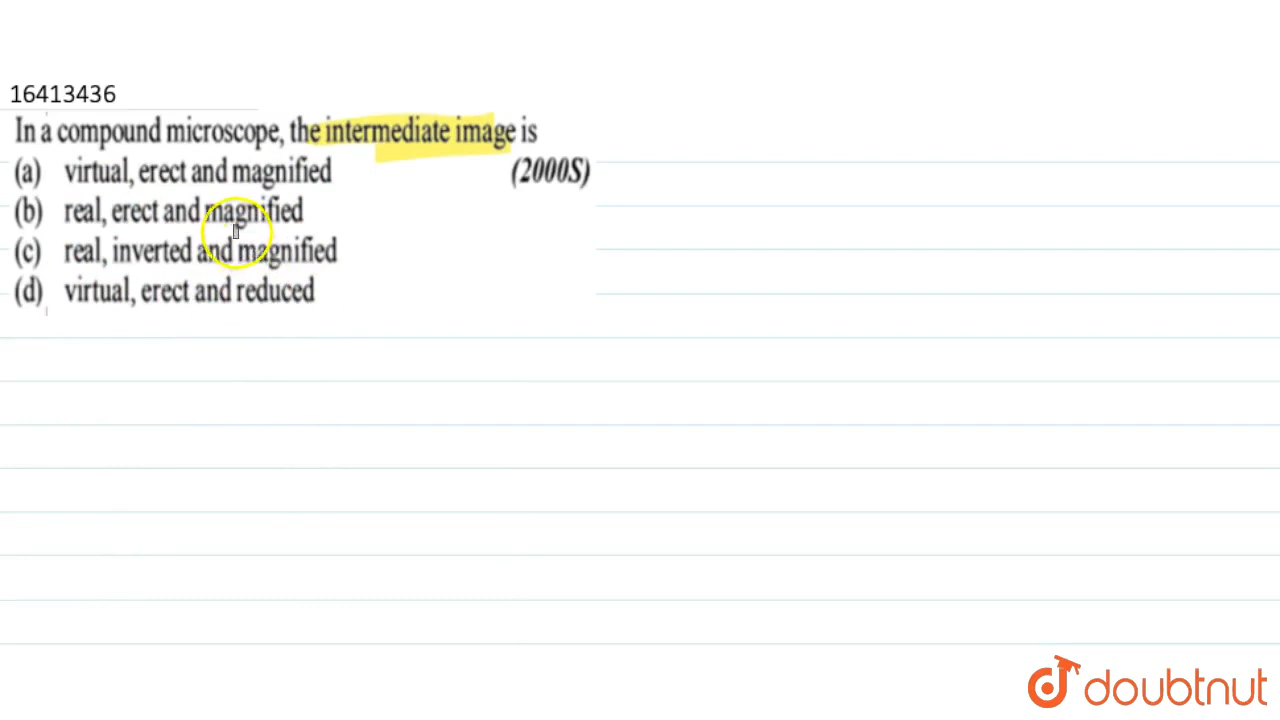 16413436
In a compound microscope, the intermediate image is
(a) virtual, erect and magnified (2000S)
(b) real, erect and magnified
(c) real, inverted and magnified
(d) virtual, erect and reduced
doubtnut